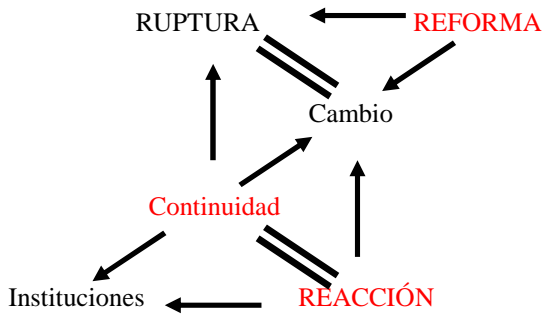 RUPTURA REFORMA
Cambio
Continuidad
Instituciones REACCIÓN